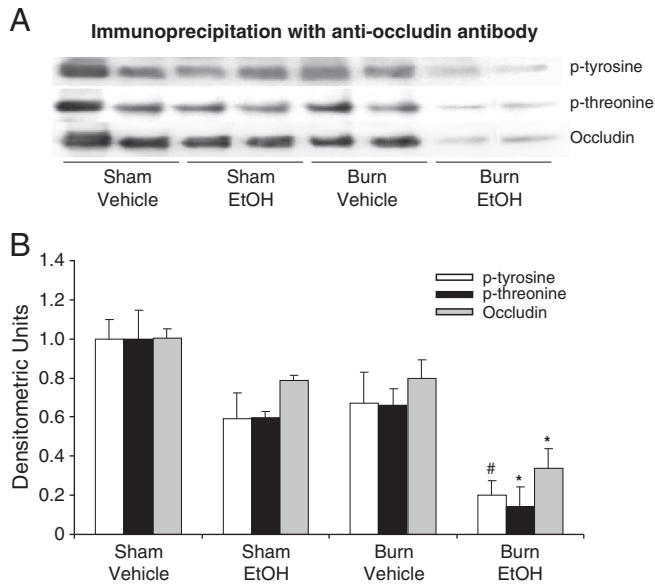 A
Immunoprecipitation with anti-occludin antibody
p-tyrosine
p-threonine
Occludin
Sham Vehicle
Sham EtOH
Burn Vehicle
Burn EtOH
B
Densitometric Units
1.4
1.2
1.0
0.8
0.6
0.4
0.2
0
p-tyrosine
p-threonine
Occludin
#
*
*
Sham Vehicle
Sham EtOH
Burn Vehicle
Burn EtOH